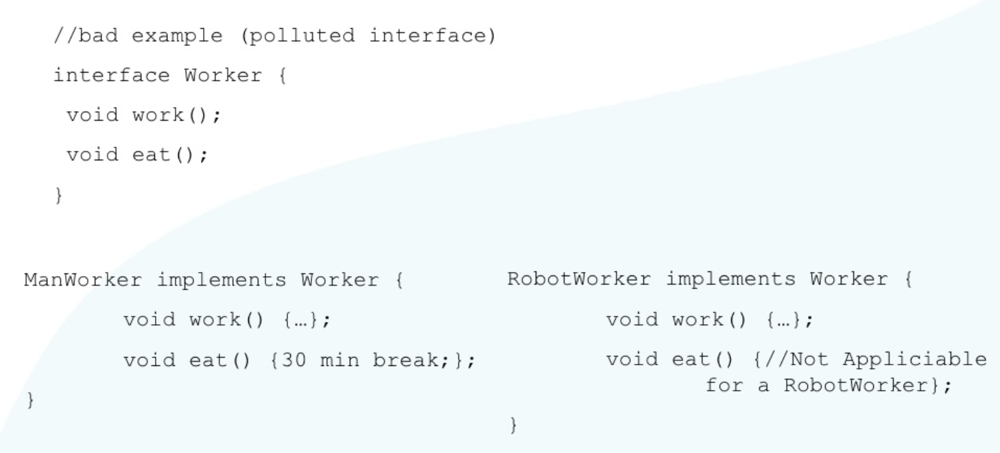 //bad example (polluted interface)
interface Worker {
void work();
void eat();
}
ManWorker implements Worker {
void work() {…};
void eat() {30 min break;};
}
RobotWorker implements Worker {
void work() {…};
void eat() {//Not Appliciable
for a RobotWorker};
}